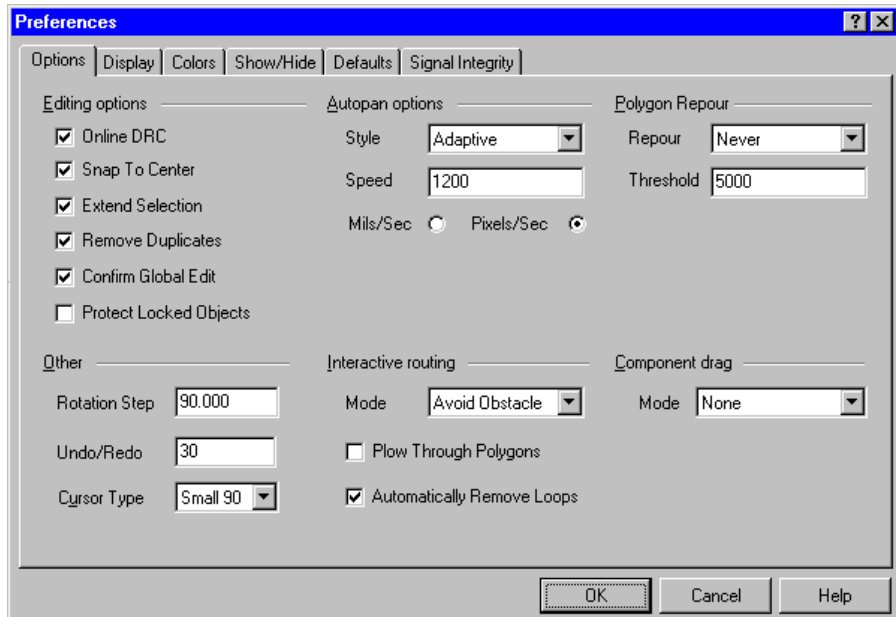 Preferences
Options Display Colors Show/Hide Defaults Signal Integrity
Editing options
Online DRC
Snap To Center
Extend Selection
Remove Duplicates
Confirm Global Edit
Protect Locked Objects
Autopan options
Style Adaptive
Speed 1200
Mils/Sec Pixels/Sec
Polygon Repour
Repour Never
Threshold 5000
Other
Rotation Step 90.000
Undo/Redo 30
Cursor Type Small 90
Interactive routing
Mode Avoid Obstacle
Plow Through Polygons
Automatically Remove Loops
Component drag
Mode None
OK Cancel Help